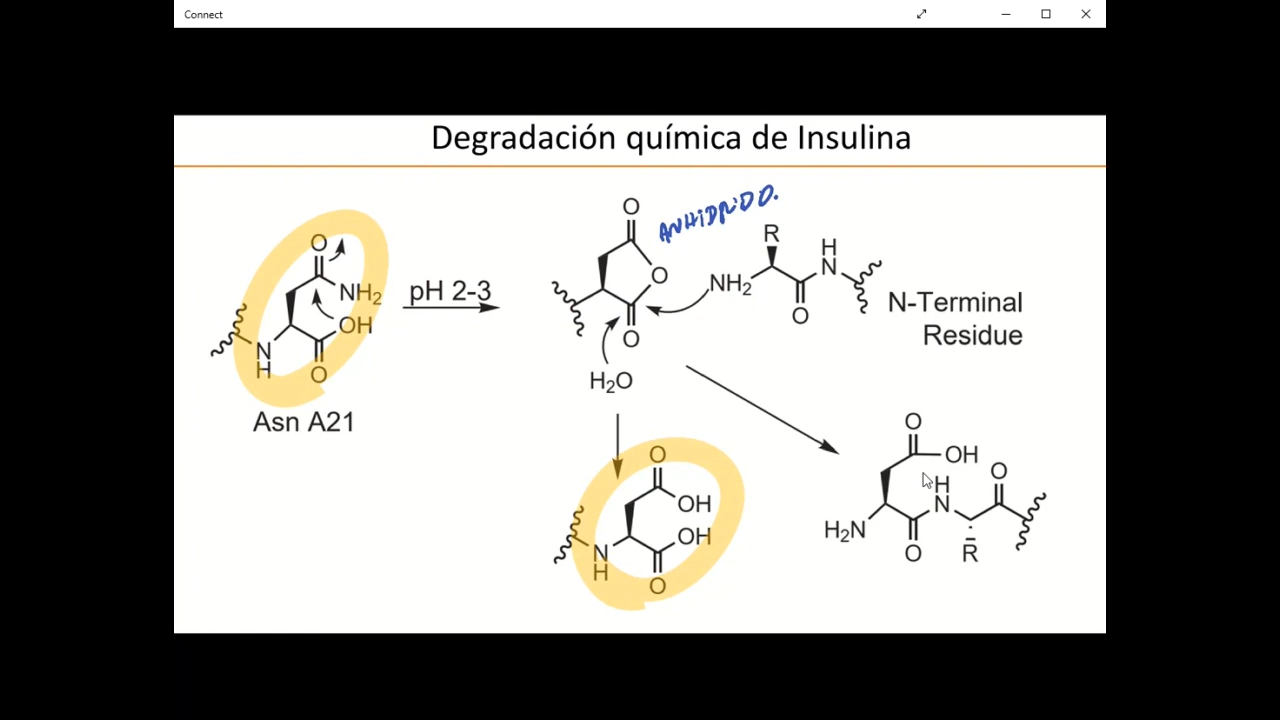 Connect
Degradación química de Insulina
ANHIDRIDO.
O
NH2
OH
O
N
H
Asn A21
pH 2-3
O
O
O
H2O
R
H
N
NH2
O
N-Terminal
Residue
O
OH
OH
N
H
O
O
OH
H
N
O
H2N
O
R